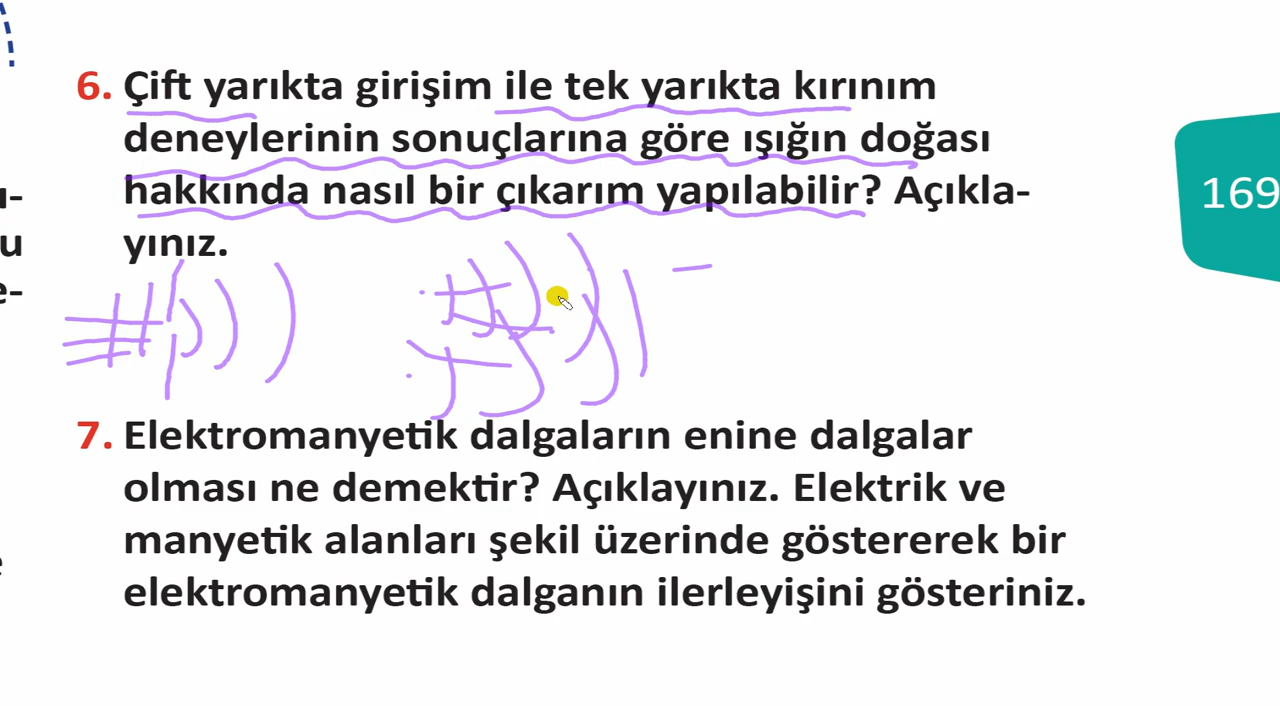 6. Çift yarıkta girişim ile tek yarıkta kırınım
deneylerinin sonuçlarına göre ışığın doğası
hakkında nasıl bir çıkarım yapılabilir? Açıkla-
yınız.
7. Elektromanyetik dalgaların enine dalgalar
olması ne demektir? Açıklayınız. Elektrik ve
manyetik alanları şekil üzerinde göstererek bir
elektromanyetik dalganın ilerleyişini gösteriniz.
169